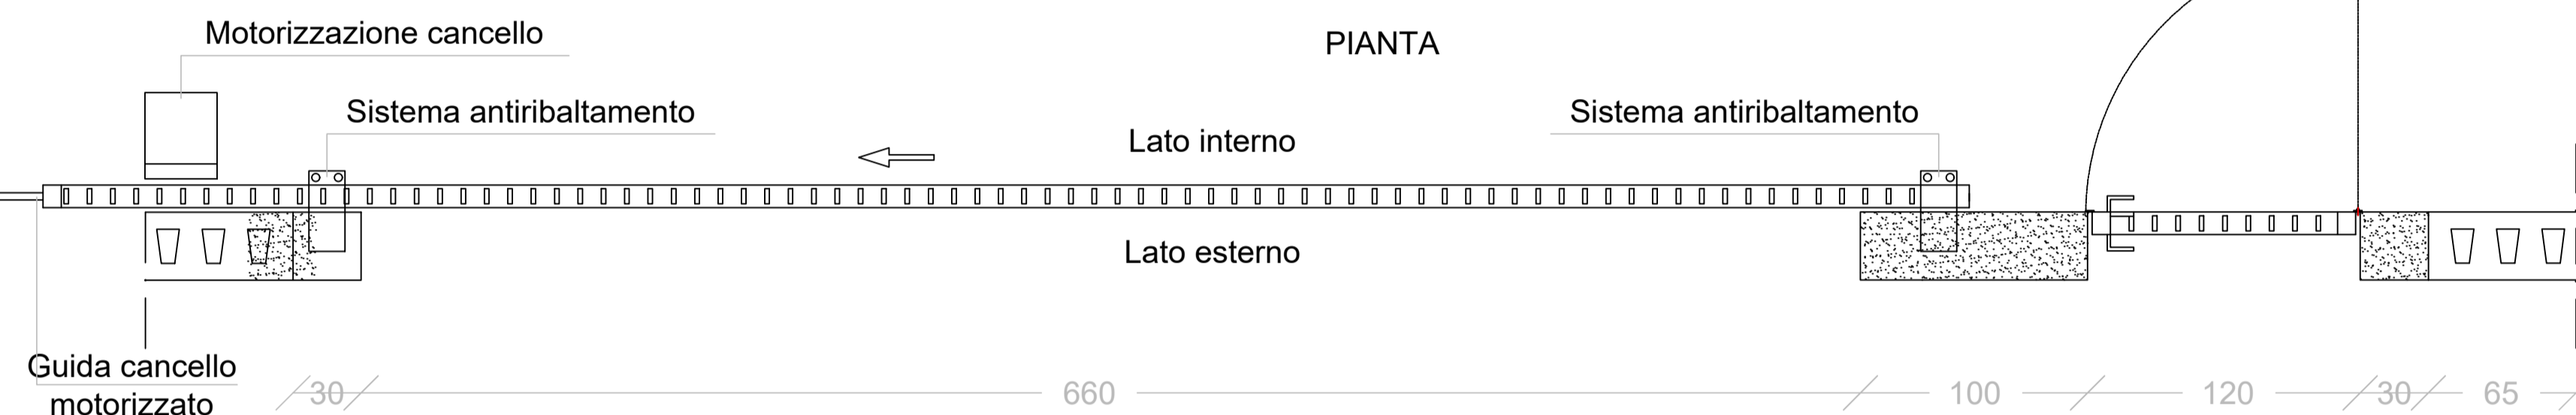 Motorizzazione cancello
PIANTA
Sistema antiribaltamento
Sistema antiribaltamento
Lato interno
Lato esterno
Guida cancello
motorizzato
30
660
100
120
30
65